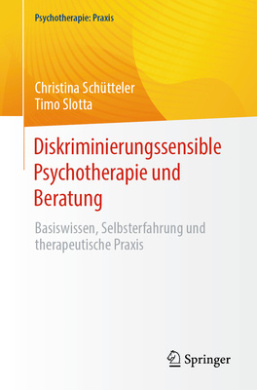 Psychotherapie: Praxis
Christina Schütteler
Timo Slotta
Diskriminierungssensible
Psychotherapie und
Beratung
Basiswissen, Selbsterfahrung und
therapeutische Praxis
Springer